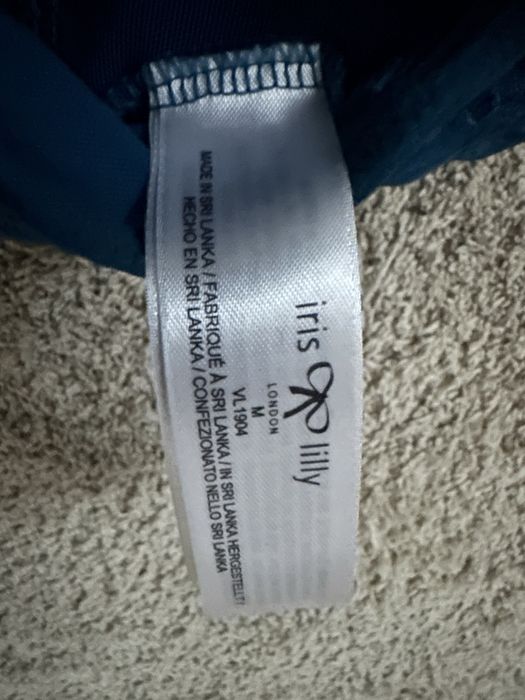 iris lilly
LONDON
M
VL1904
MADE IN SRI LANKA / FABRIQUÉ À SRI LANKA / IN SRI LANKA HERGESTELLT /
HECHO EN SRI LANKA / CONFEZIONATO NELLO SRI LANKA